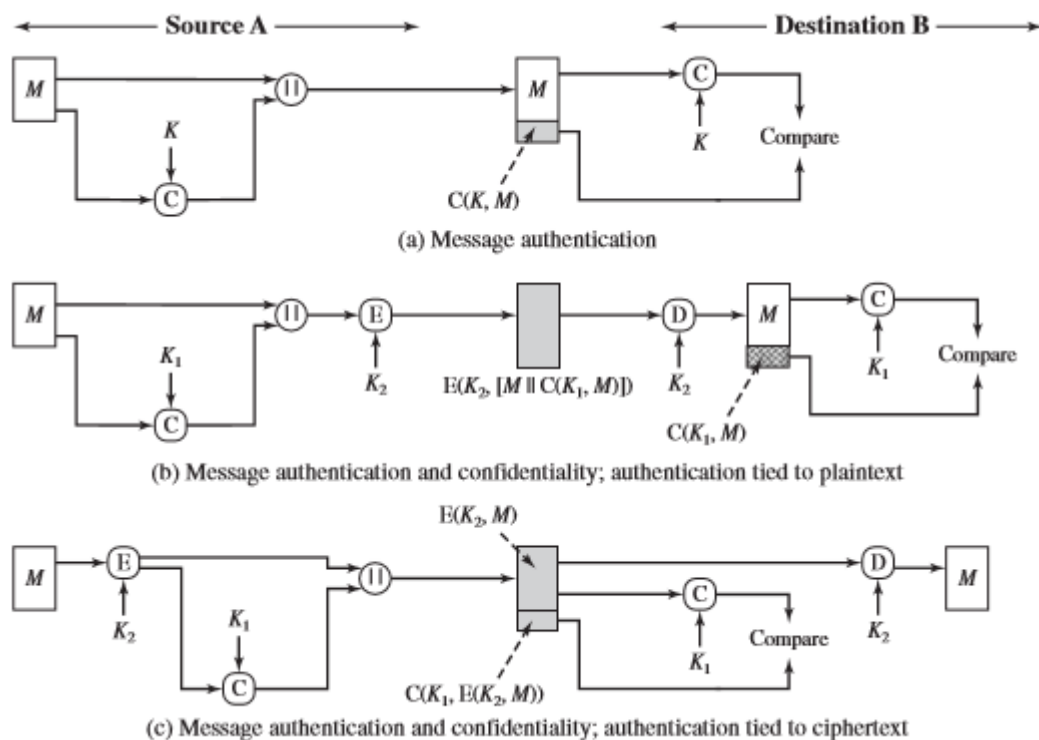 Source A Destination B
M || M C
K K Compare
C C(K, M)
(a) Message authentication
M || E D M C
K₁ K₂ K₂ K₁ Compare
E(K₂, [M || C(K₁, M)])
C C(K₁, M)
(b) Message authentication and confidentiality; authentication tied to plaintext
E(K₂, M)
M E || D M
K₂ K₁ C K₂
K₁ Compare
C C(K₁, E(K₂, M))
(c) Message authentication and confidentiality; authentication tied to ciphertext